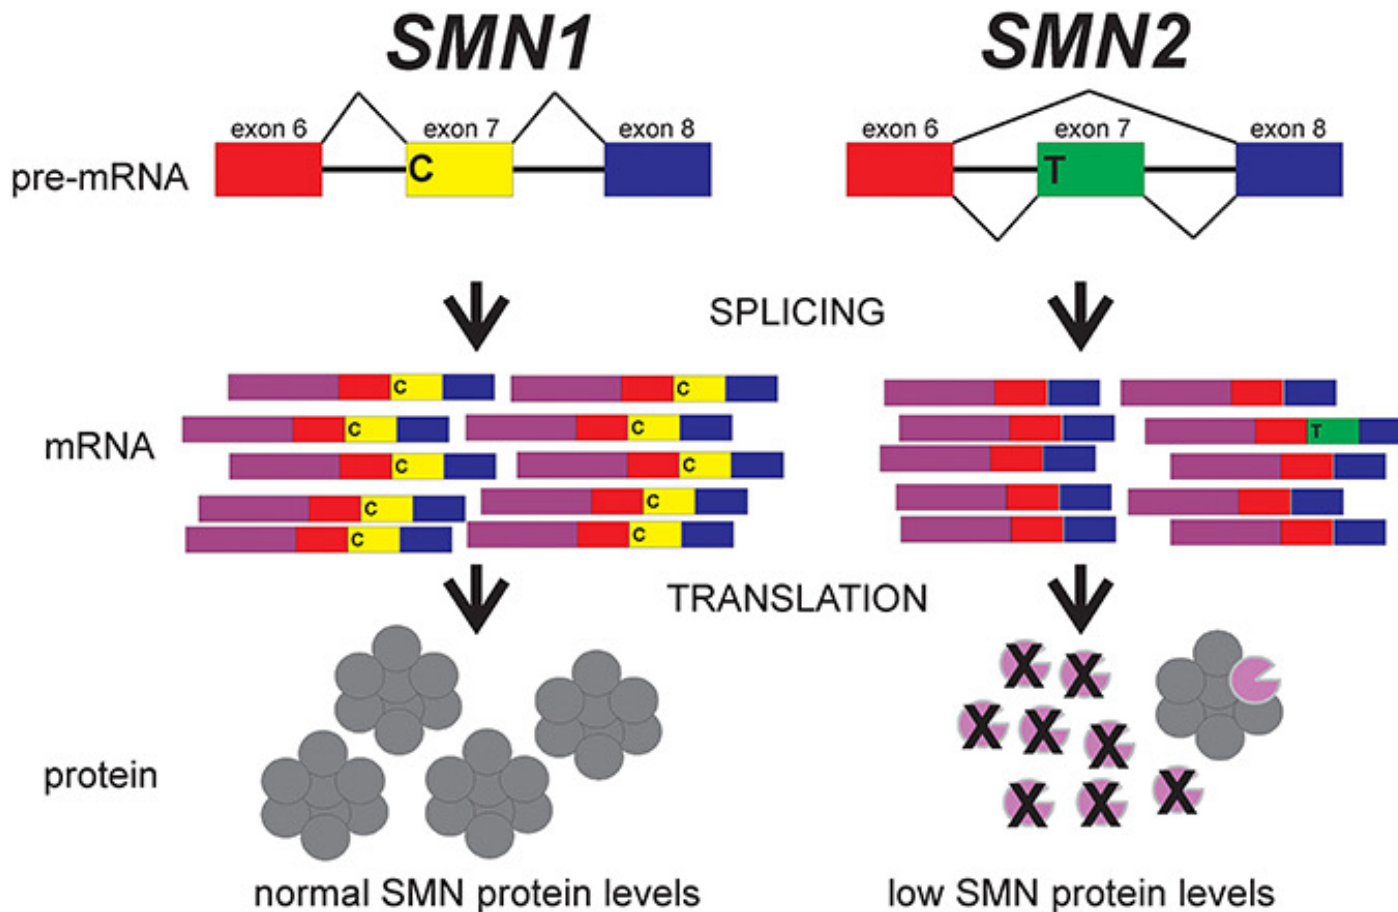 SMN1
SMN2
exon 6
exon 7
exon 8
exon 6
exon 7
exon 8
pre-mRNA
C
T
SPLICING
mRNA
C
C
C
C
T
C
C
C
C
C
C
TRANSLATION
X
X
X
X
X
protein
X
X
X
X
normal SMN protein levels
low SMN protein levels